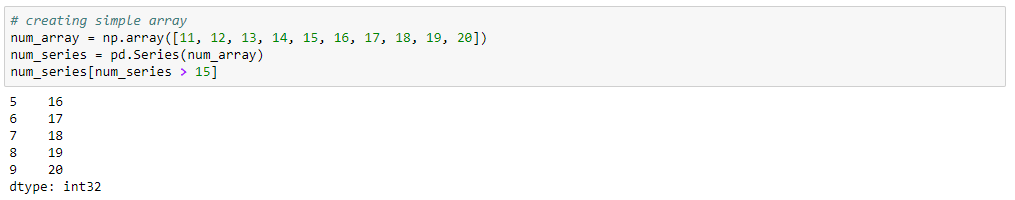 # creating simple array
num_array = np.array([11, 12, 13, 14, 15, 16, 17, 18, 19, 20])
num_series = pd.Series(num_array)
num_series[num_series > 15]
5    16
6    17
7    18
8    19
9    20
dtype: int32